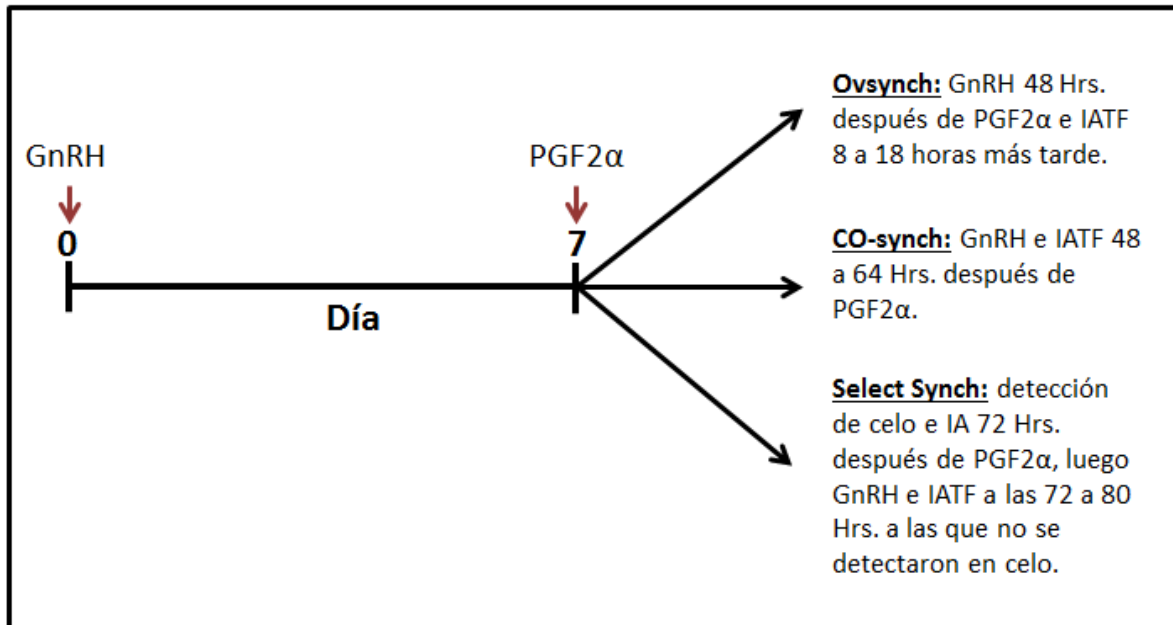 GnRH
PGF2α
0
7
Día
Ovsynch: GnRH 48 Hrs.
después de PGF2α e IATF
8 a 18 horas más tarde.
CO-synch: GnRH e IATF 48
a 64 Hrs. después de
PGF2α.
Select Synch: detección
de celo e IA 72 Hrs.
después de PGF2α, luego
GnRH e IATF a las 72 a 80
Hrs. a las que no se
detectaron en celo.